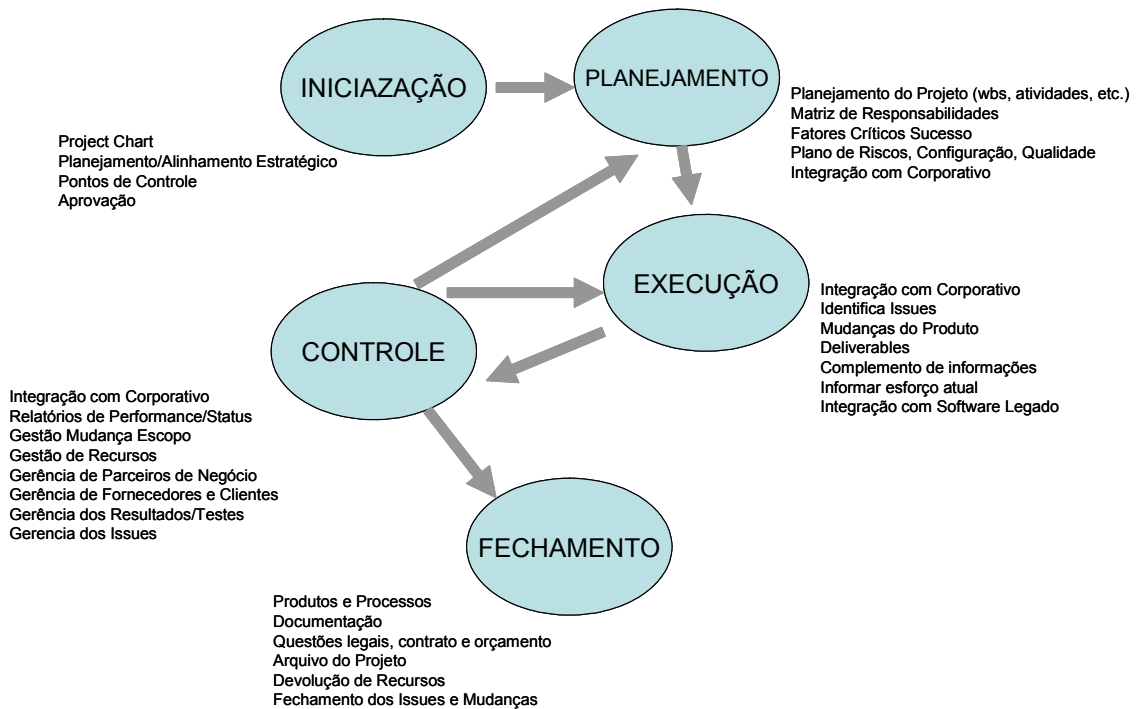 INICIAZAÇÃO
Project Chart
Planejamento/Alinhamento Estratégico
Pontos de Controle
Aprovação
PLANEJAMENTO
Planejamento do Projeto (wbs, atividades, etc.)
Matriz de Responsabilidades
Fatores Críticos Sucesso
Plano de Riscos, Configuração, Qualidade
Integração com Corporativo
EXECUÇÃO
Integração com Corporativo
Identifica Issues
Mudanças do Produto
Deliverables
Complemento de informações
Informar esforço atual
Integração com Software Legado
CONTROLE
Integração com Corporativo
Relatórios de Performance/Status
Gestão Mudança Escopo
Gestão de Recursos
Gerência de Parceiros de Negócio
Gerência de Fornecedores e Clientes
Gerência dos Resultados/Testes
Gerencia dos Issues
FECHAMENTO
Produtos e Processos
Documentação
Questões legais, contrato e orçamento
Arquivo do Projeto
Devolução de Recursos
Fechamento dos Issues e Mudanças